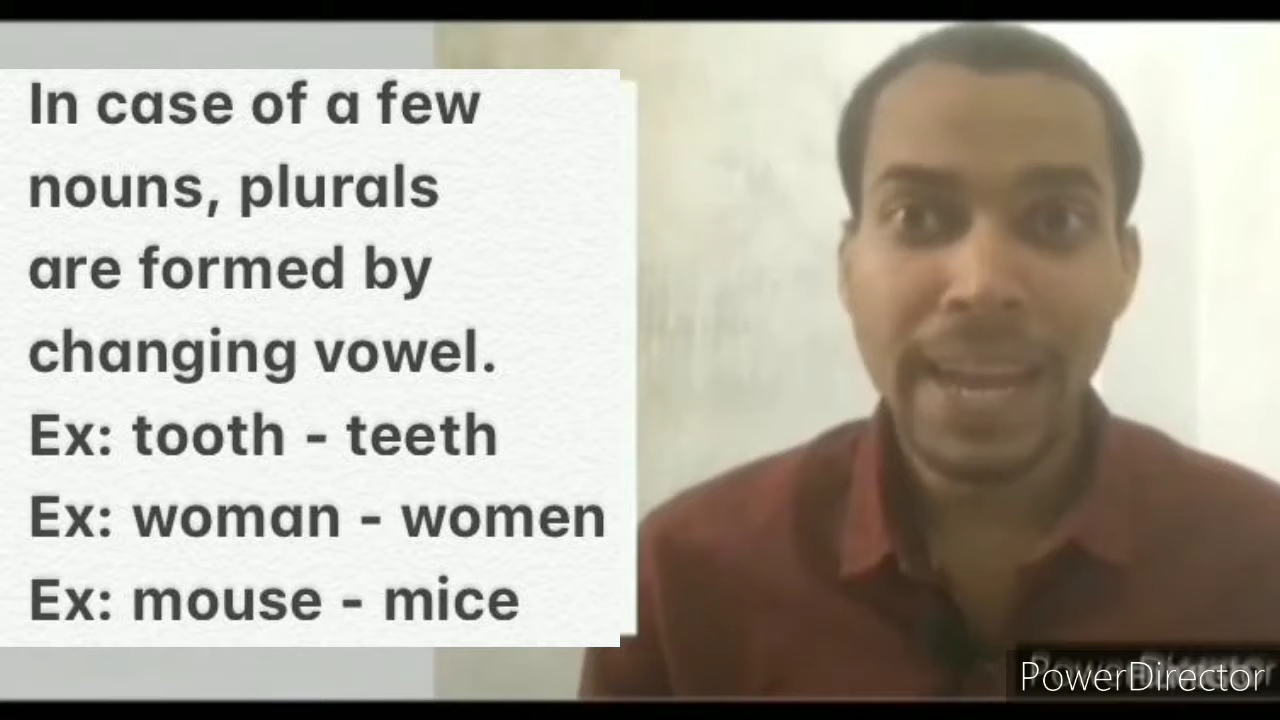 In case of a few
nouns, plurals
are formed by
changing vowel.
Ex: tooth - teeth
Ex: woman - women
Ex: mouse - mice
PowerDirector